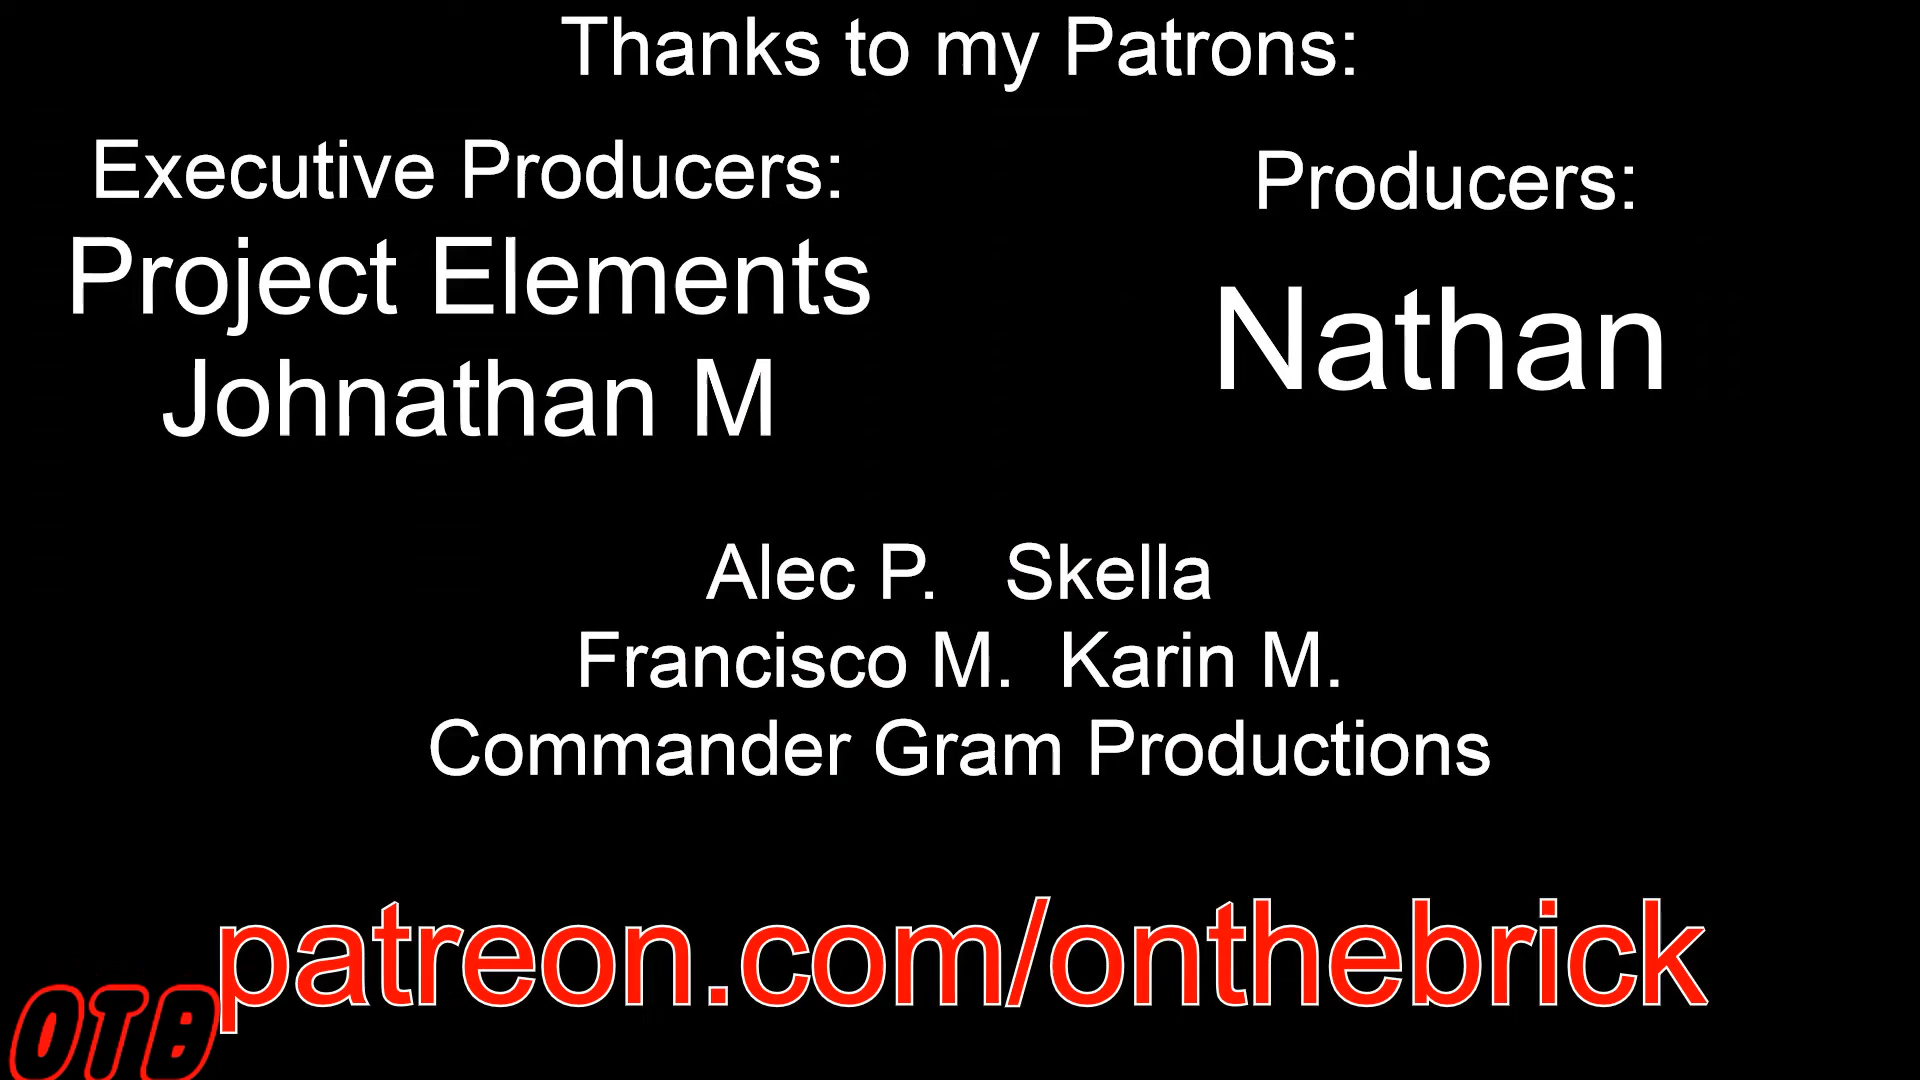 Thanks to my Patrons:
Executive Producers:
Project Elements
Johnathan M
Producers:
Nathan
Alec P.   Skella
Francisco M.  Karin M.
Commander Gram Productions
patreon.com/onthebrick
OTB